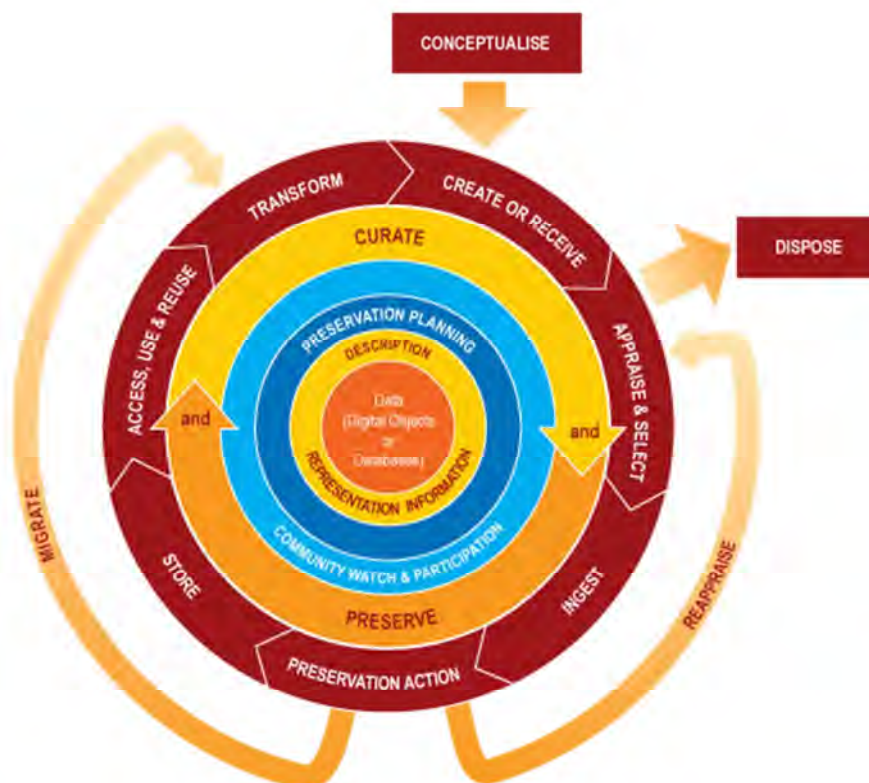 CONCEPTUALISE
CREATE OR RECEIVE
TRANSFORM
DISPOSE
CURATE
ACCESS, USE & REUSE
APPRAISE & SELECT
PRESERVATION PLANNING
DESCRIPTION
Data
(Digital Objects
or
Databases)
and
and
REPRESENTATION INFORMATION
COMMUNITY WATCH & PARTICIPATION
MIGRATE
STORE
INGEST
REAPPRAISE
PRESERVE
PRESERVATION ACTION